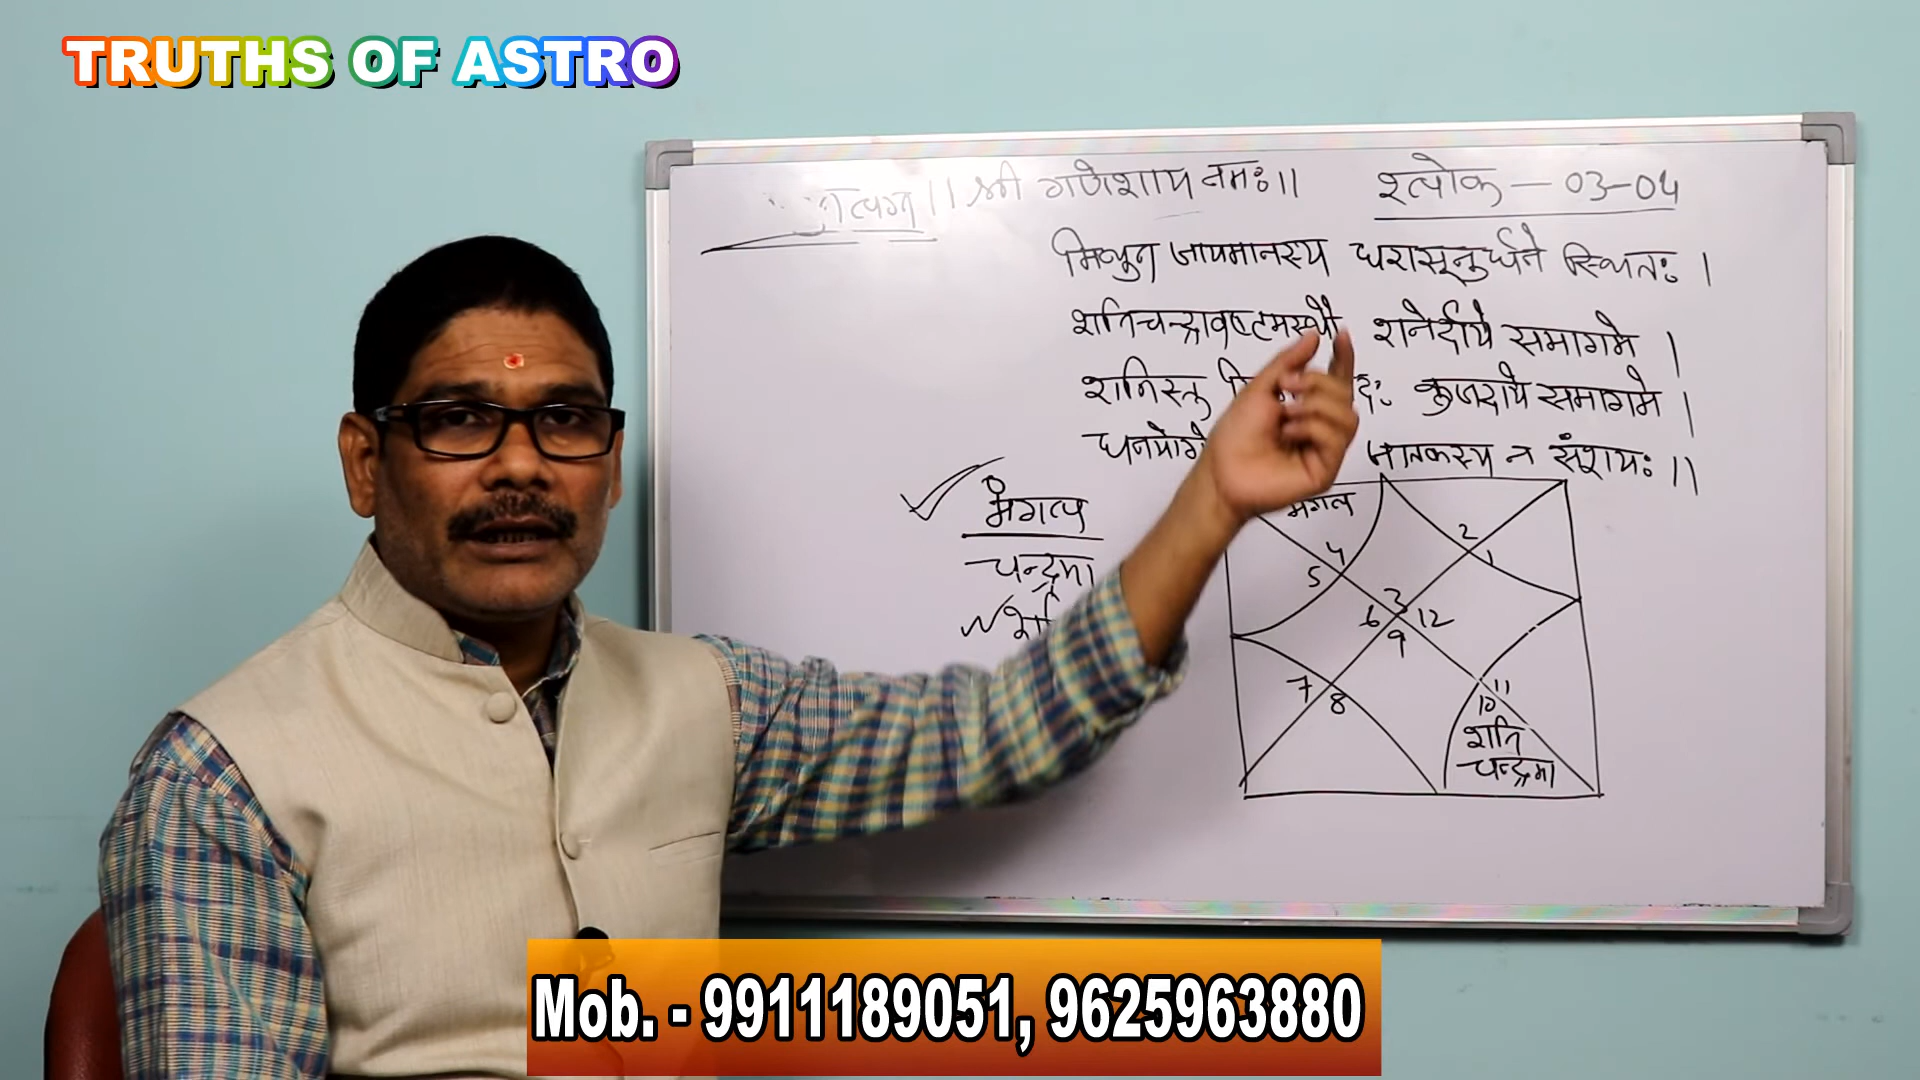 TRUTHS OF ASTRO
।। श्री गणेशाय नमः।।
श्लोक – 03-04
मिथुन जायमानस्य धरासूनुर्धने स्थितः ।
शनिचन्द्रावष्टमस्थौ शनेर्दाये समागमे ।
शनिस्तु कुजदाये समागमे ।
जातकस्य न संशयः ।।
मंगल
चन्द्रमा
मंगल
2
1
4
5
3
6
12
9
7
8
11
10
शनि
चन्द्रमा
Mob. - 9911189051, 9625963880